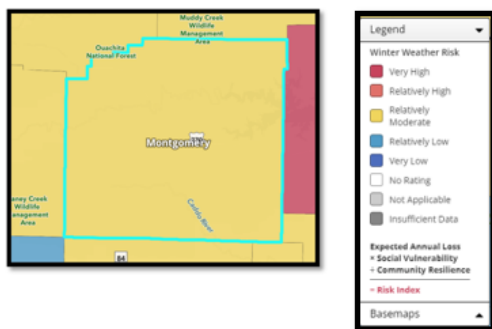 Muddy Creek
Wildlife
Management
Area
Ouachita
National Forest
Montgomery
aney Creek
Wildlife
anagement
Area
Caddo River
84
Legend
Winter Weather Risk
Very High
Relatively High
Relatively
Moderate
Relatively Low
Very Low
No Rating
Not Applicable
Insufficient Data
Expected Annual Loss
× Social Vulnerability
÷ Community Resilience
= Risk Index
Basemaps